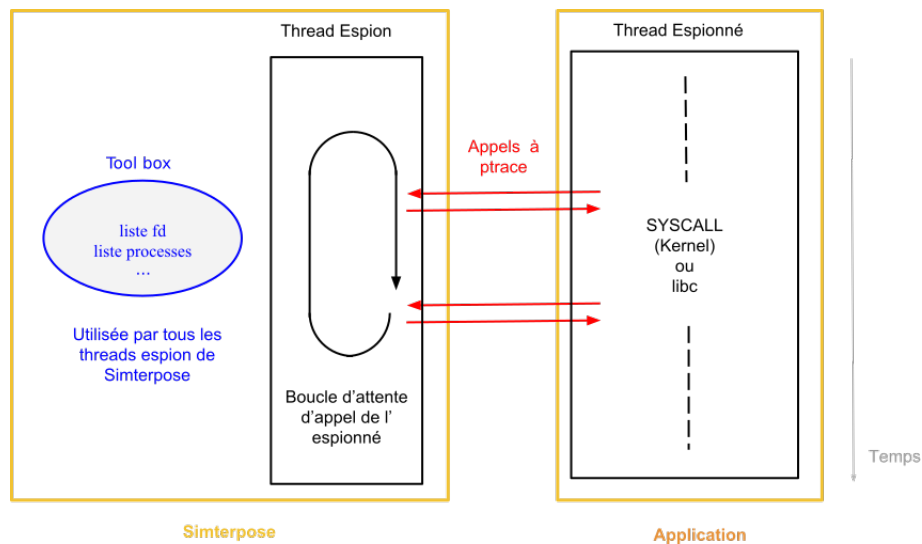 Thread Espion
Thread Espionné
Tool box
liste fd
liste processes
...
Utilisée par tous les
threads espion de
Simterpose
Boucle d'attente
d'appel de l'
espionné
Appels à
ptrace
SYSCALL
(Kernel)
ou
libc
Temps
Simterpose
Application